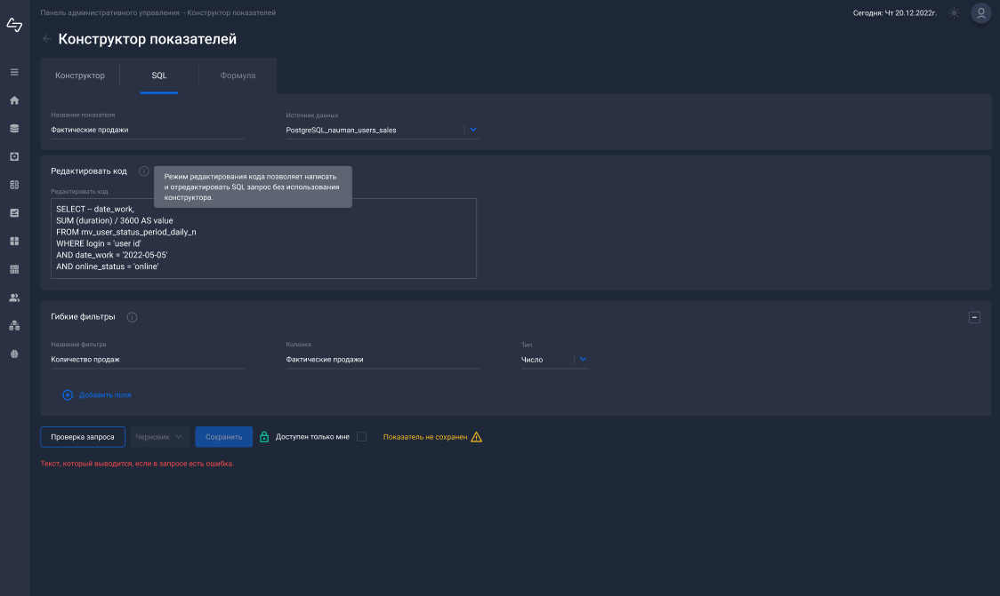 Панель административного управления - Конструктор показателей
Сегодня: Чт 20.12.2022г.
Конструктор показателей
Конструктор
SQL
Формула
Название показателя
Источник данных
Фактические продажи
PostgreSQL_nauman_users_sales
Редактировать код
Режим редактирования кода позволяет написать
и отредактировать SQL запрос без использования
конструктора.
Редактировать код
SELECT -- date_work,
SUM (duration) / 3600 AS value
FROM mv_user_status_period_daily_n
WHERE login = 'user id'
AND date_work = '2022-05-05'
AND online_status = 'online'
Гибкие фильтры
Название фильтра
Колонка
Тип
Количество продаж
Фактические продажи
Число
Добавить поля
Проверка запроса
Черновик
Сохранить
Доступен только мне
Показатель не сохранен
Текст, который выводится, если в запросе есть ошибка.